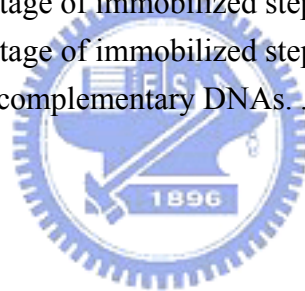 tage of immobilized step
tage of immobilized step
complementary DNAs. .
1896